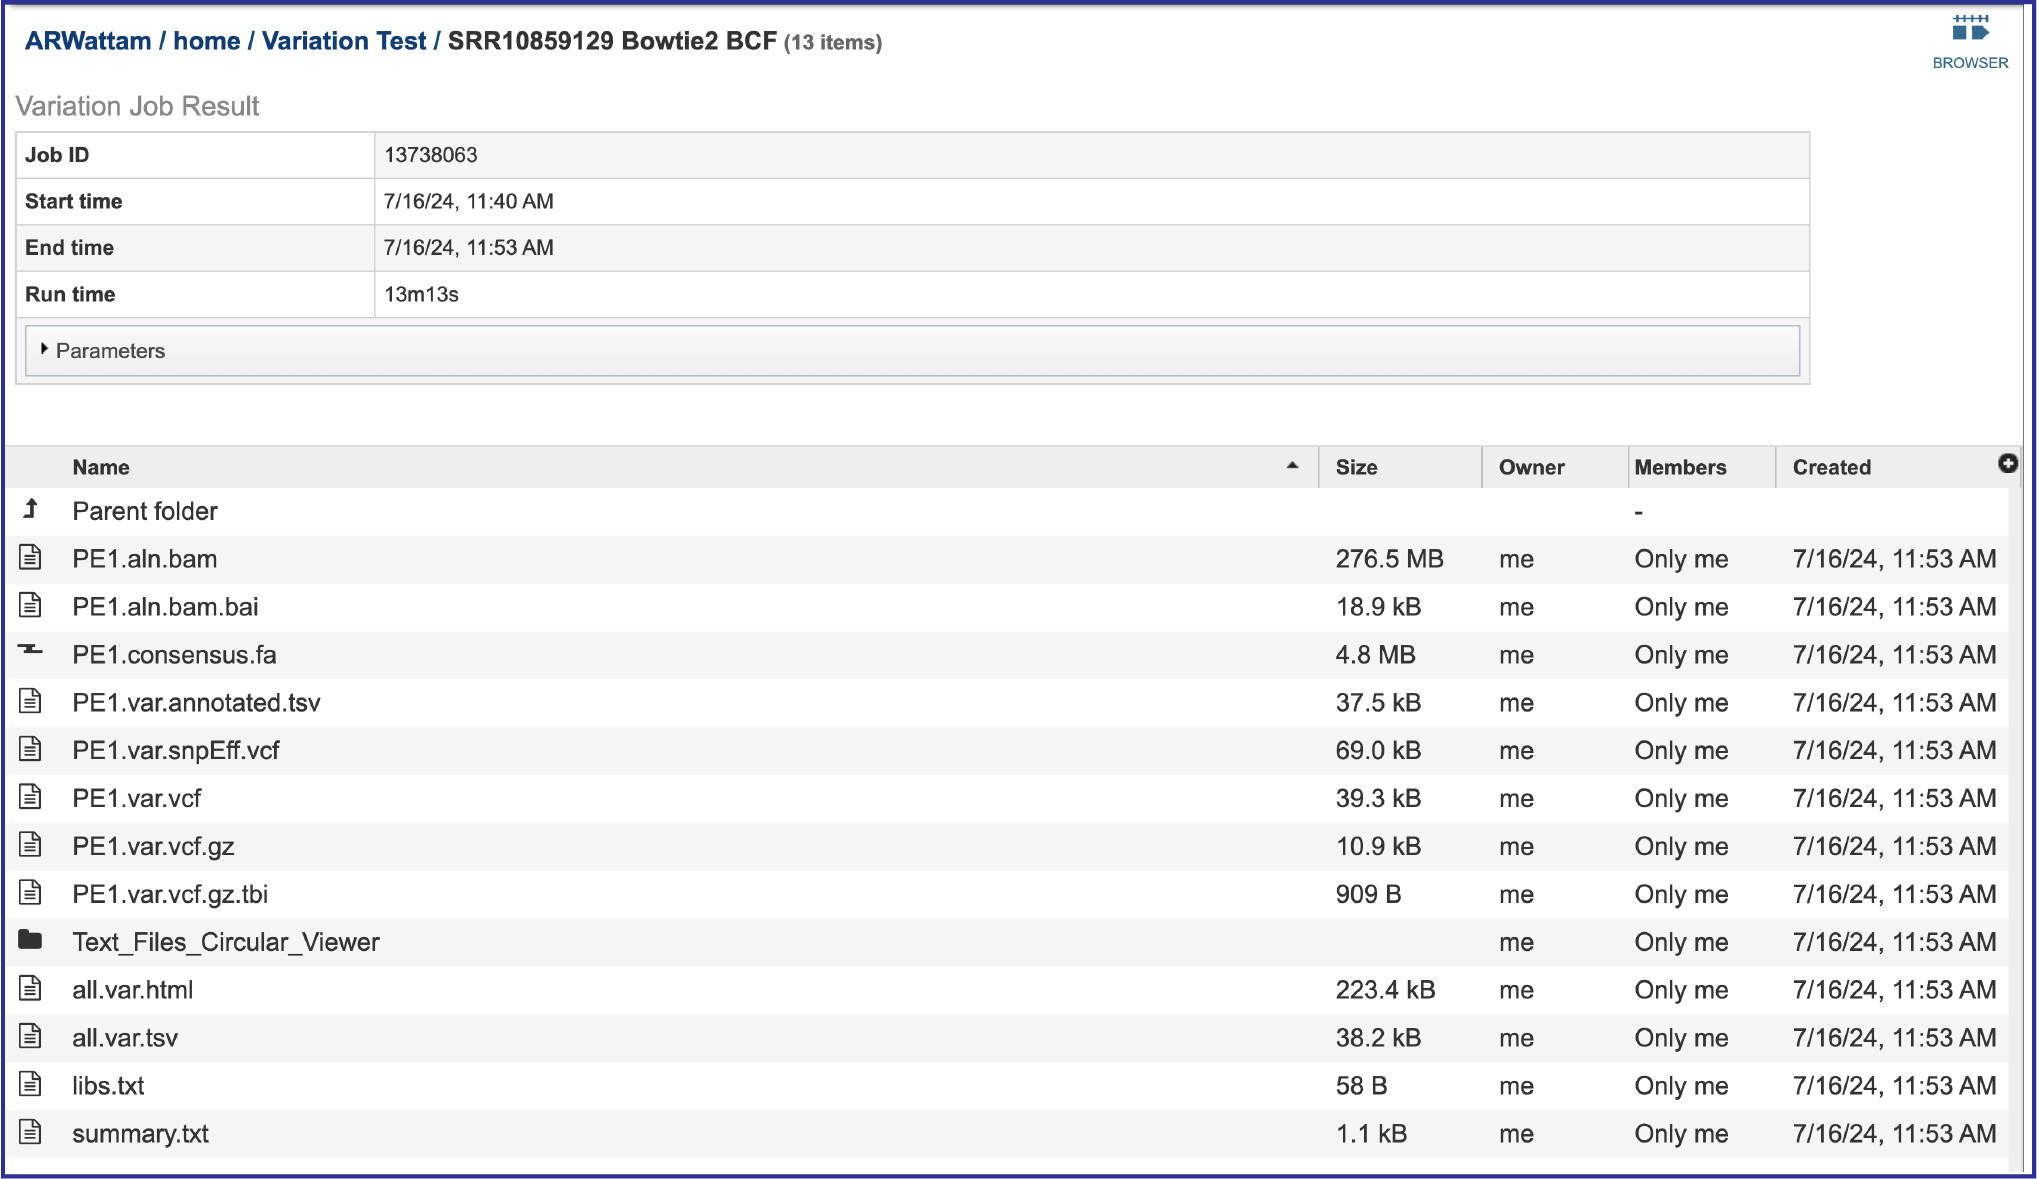 ARWattam / home / Variation Test / SRR10859129 Bowtie2 BCF (13 items)
BROWSER
Variation Job Result
Job ID 13738063
Start time 7/16/24, 11:40 AM
End time 7/16/24, 11:53 AM
Run time 13m13s
Parameters
Name Size Owner Members Created
Parent folder -
PE1.aln.bam 276.5 MB me Only me 7/16/24, 11:53 AM
PE1.aln.bam.bai 18.9 kB me Only me 7/16/24, 11:53 AM
PE1.consensus.fa 4.8 MB me Only me 7/16/24, 11:53 AM
PE1.var.annotated.tsv 37.5 kB me Only me 7/16/24, 11:53 AM
PE1.var.snpEff.vcf 69.0 kB me Only me 7/16/24, 11:53 AM
PE1.var.vcf 39.3 kB me Only me 7/16/24, 11:53 AM
PE1.var.vcf.gz 10.9 kB me Only me 7/16/24, 11:53 AM
PE1.var.vcf.gz.tbi 909 B me Only me 7/16/24, 11:53 AM
Text_Files_Circular_Viewer me Only me 7/16/24, 11:53 AM
all.var.html 223.4 kB me Only me 7/16/24, 11:53 AM
all.var.tsv 38.2 kB me Only me 7/16/24, 11:53 AM
libs.txt 58 B me Only me 7/16/24, 11:53 AM
summary.txt 1.1 kB me Only me 7/16/24, 11:53 AM